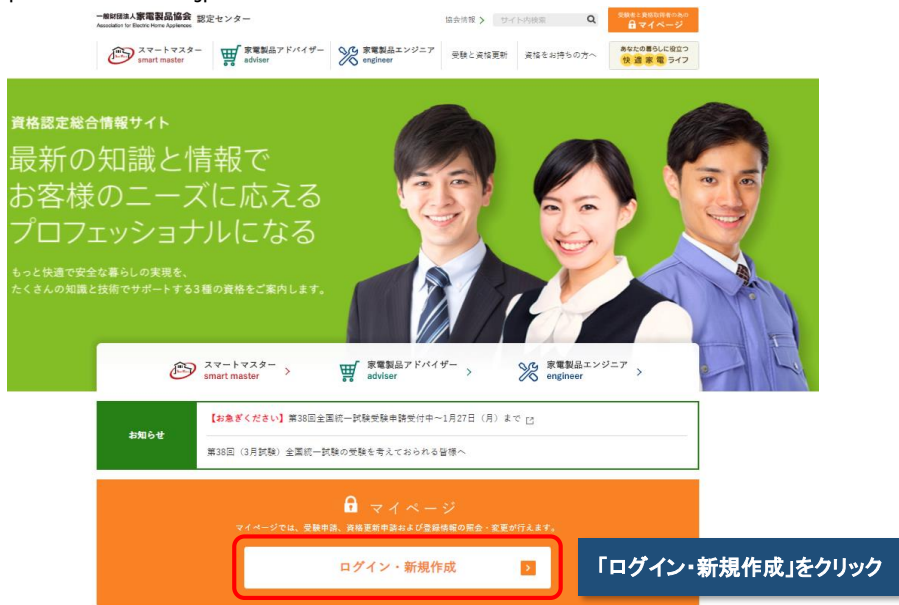 一般財団法人家電製品協会 認定センター
Association for Electric Home Appliances
協会情報
サイト内検索
受験者と資格取得者の為の
マイページ
スマートマスター
smart master
家電製品アドバイザー
adviser
家電製品エンジニア
engineer
受験と資格更新
資格をお持ちの方へ
あなたの暮らしに役立つ
快適家電ライフ
資格認定総合情報サイト
最新の知識と情報で
お客様のニーズに応える
プロフェッショナルになる
もっと快適で安全な暮らしの実現を、
たくさんの知識と技術でサポートする3種の資格をご案内します。
スマートマスター
smart master
家電製品アドバイザー
adviser
家電製品エンジニア
engineer
お知らせ
【お急ぎください】第38回全国統一試験受験申請受付中～1月27日（月）まで
第38回（3月試験）全国統一試験の受験を考えておられる皆様へ
マイページ
マイページでは、受験申請、資格更新申請および登録情報の照会・変更が行えます。
ログイン・新規作成
「ログイン・新規作成」をクリック